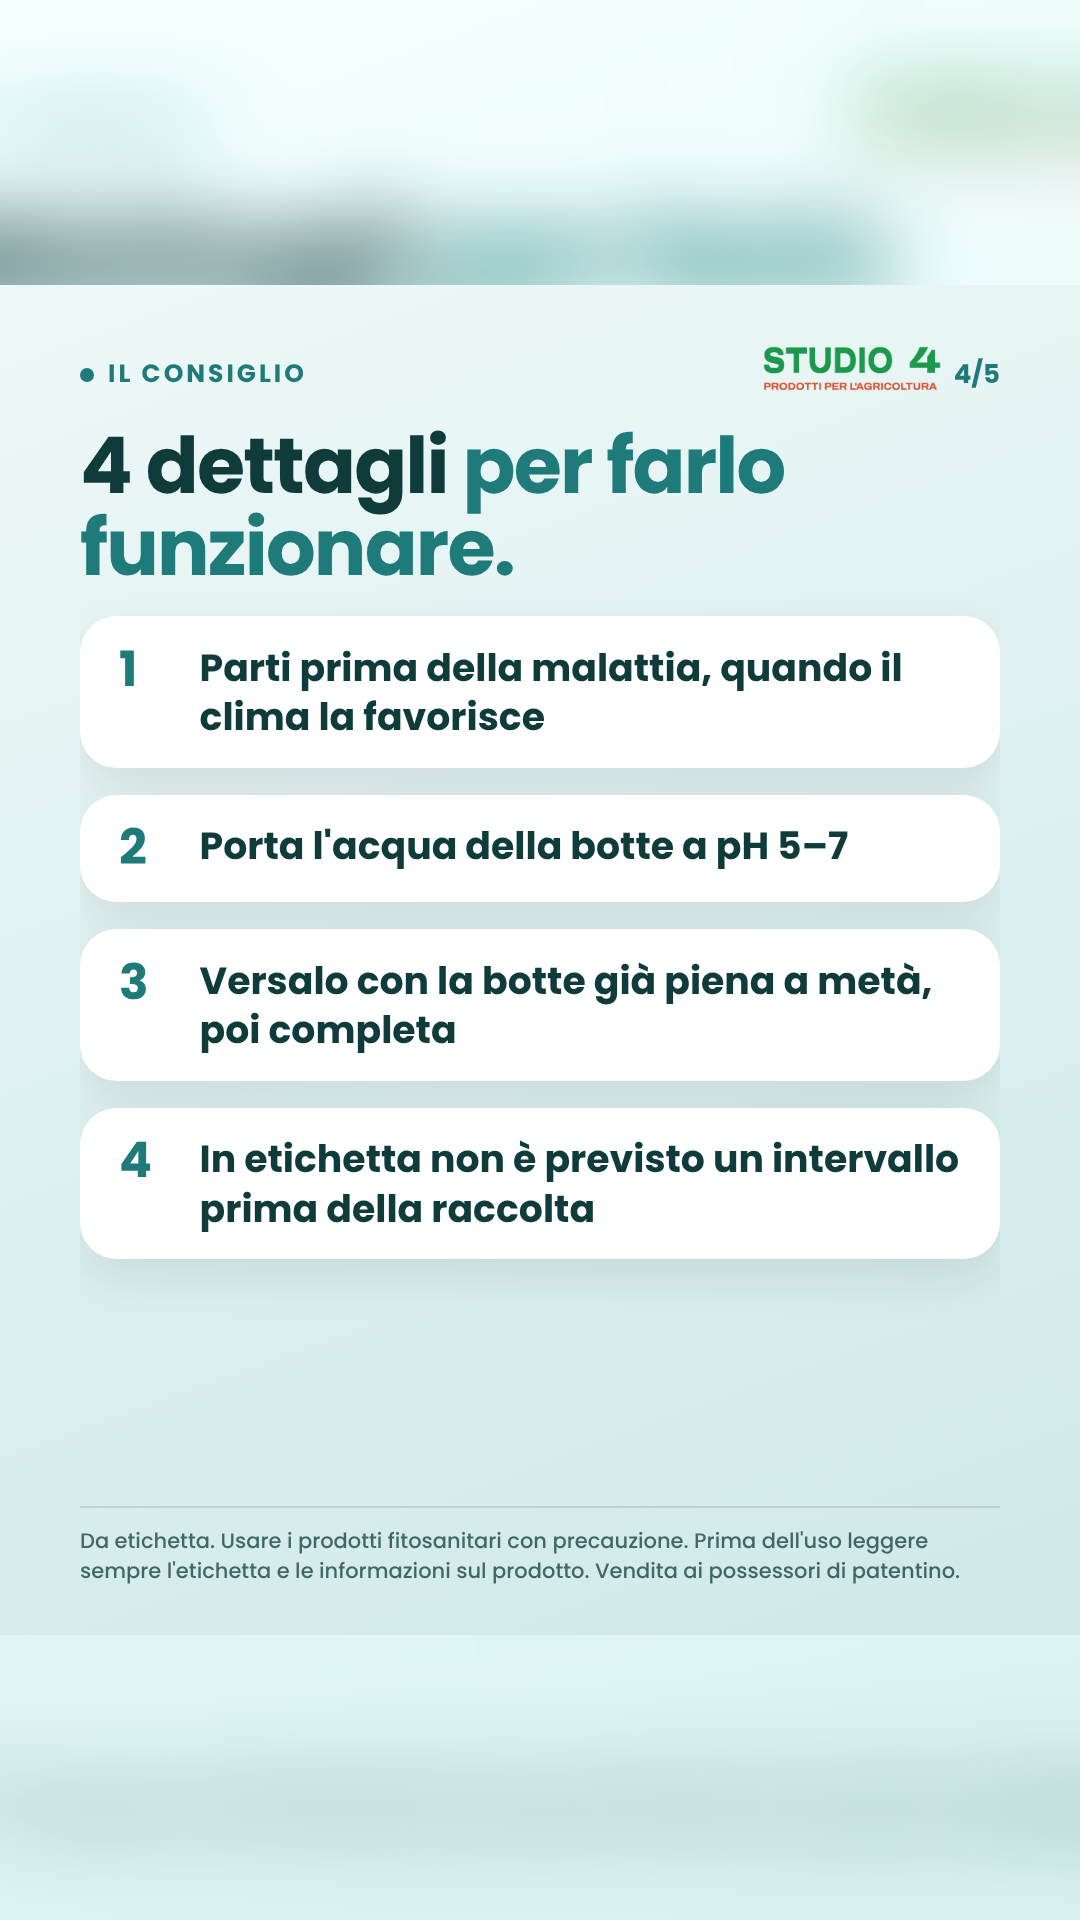 IL CONSIGLIO
STUDIO 4
PRODOTTI PER L'AGRICOLTURA
4/5
4 dettagli per farlo
funzionare.
1
Parti prima della malattia, quando il
clima la favorisce
2
Porta l'acqua della botte a pH 5–7
3
Versalo con la botte già piena a metà,
poi completa
4
In etichetta non è previsto un intervallo
prima della raccolta
Da etichetta. Usare i prodotti fitosanitari con precauzione. Prima dell'uso leggere
sempre l'etichetta e le informazioni sul prodotto. Vendita ai possessori di patentino.